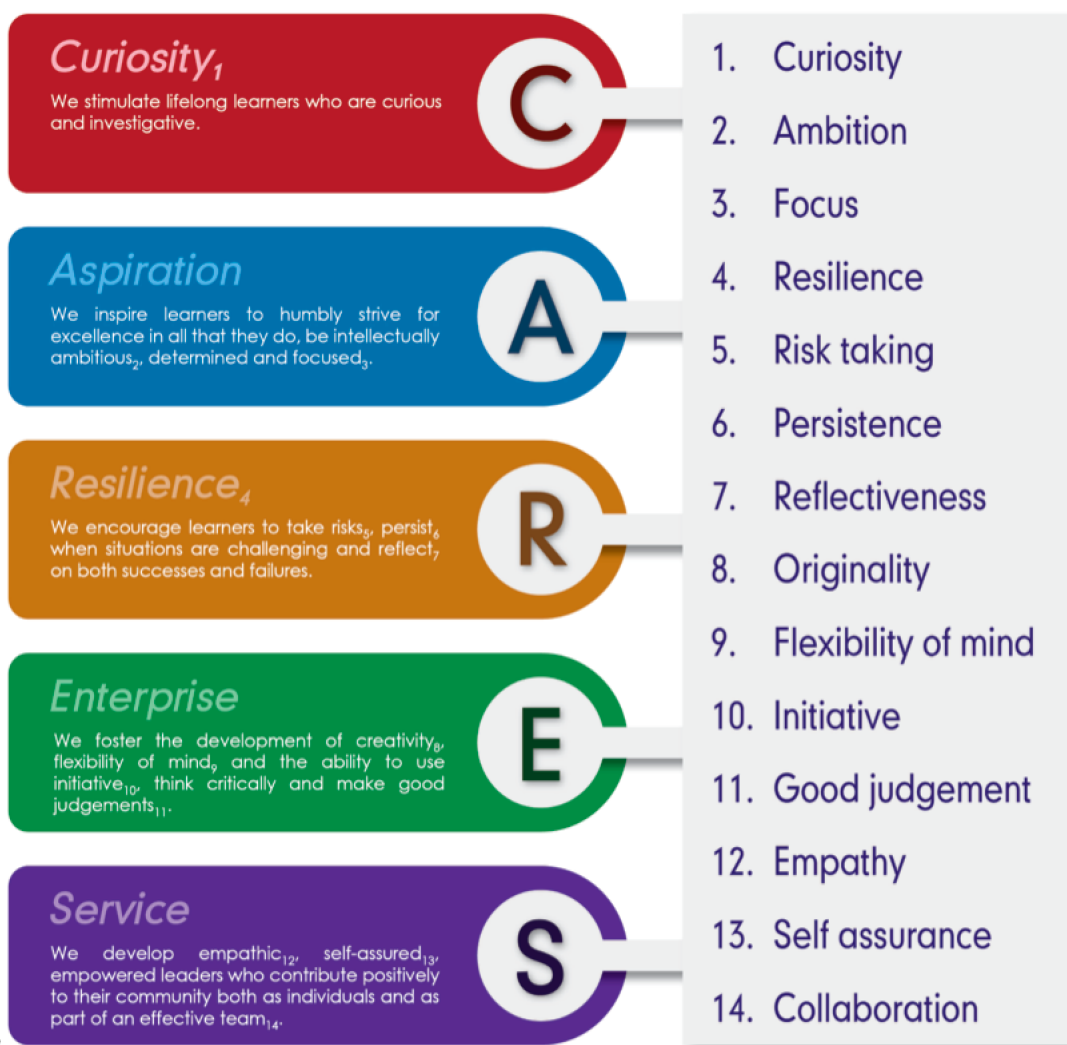 Curiosity₁
We stimulate lifelong learners who are curious
and investigative.
C
Aspiration
We inspire learners to humbly strive for
excellence in all that they do, be intellectually
ambitious₂, determined and focused₃.
A
Resilience₄
We encourage learners to take risks₅, persist₆
when situations are challenging and reflect₇
on both successes and failures.
R
Enterprise
We foster the development of creativity₈,
flexibility of mind₉ and the ability to use
initiative₁₀, think critically and make good
judgements₁₁.
E
Service
We develop empathic₁₂, self-assured₁₃,
empowered leaders who contribute positively
to their community both as individuals and as
part of an effective team₁₄.
S
1. Curiosity
2. Ambition
3. Focus
4. Resilience
5. Risk taking
6. Persistence
7. Reflectiveness
8. Originality
9. Flexibility of mind
10. Initiative
11. Good judgement
12. Empathy
13. Self assurance
14. Collaboration